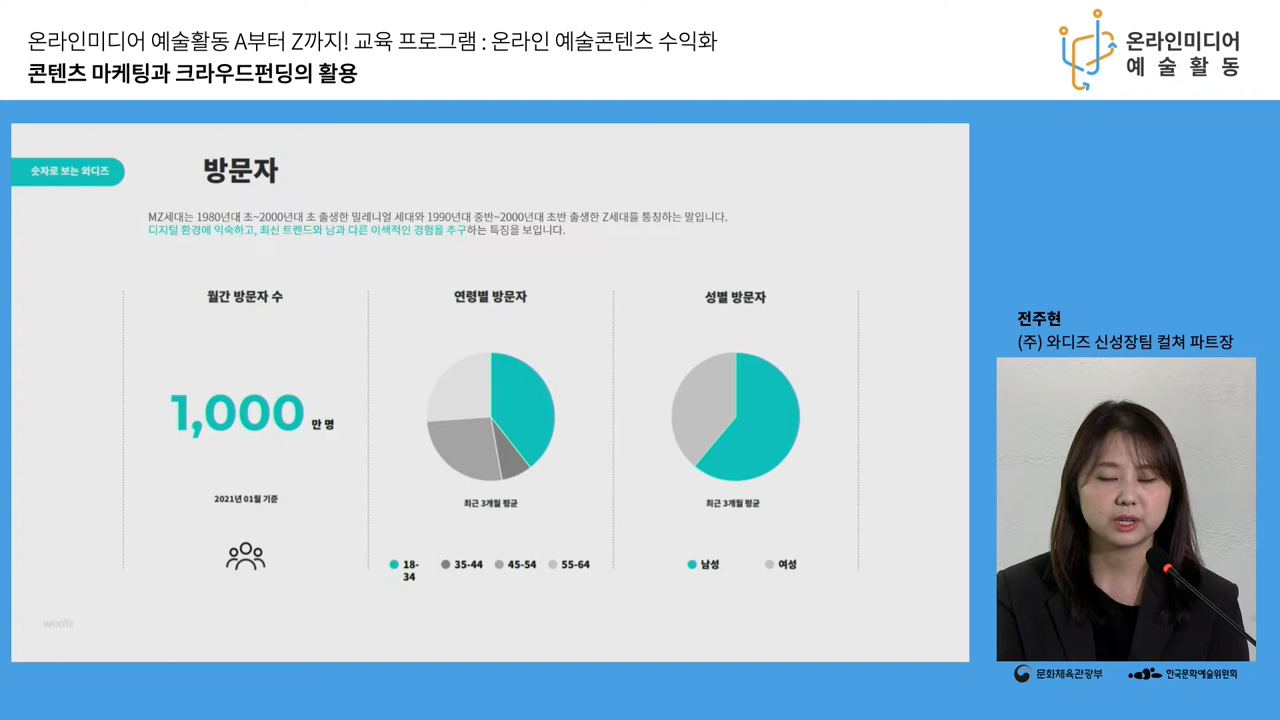 온라인미디어 예술활동 A부터 Z까지! 교육 프로그램 : 온라인 예술콘텐츠 수익화
콘텐츠 마케팅과 크라우드펀딩의 활용
온라인미디어
예술활동
숫자로 보는 와디즈
방문자
MZ세대는 1980년대 초~2000년대 초 출생한 밀레니얼 세대와 1990년대 중반~2000년대 초반 출생한 Z세대를 통칭하는 말입니다.
디지털 환경에 익숙하고, 최신 트렌드와 남과 다른 이색적인 경험을 추구하는 특징을 보입니다.
월간 방문자 수
1,000 만 명
2021년 01월 기준
연령별 방문자
최근 3개월 평균
18-34
35-44
45-54
55-64
성별 방문자
최근 3개월 평균
남성
여성
wadiz
전주현
(주) 와디즈 신성장팀 컬쳐 파트장
문화체육관광부
한국문화예술위원회